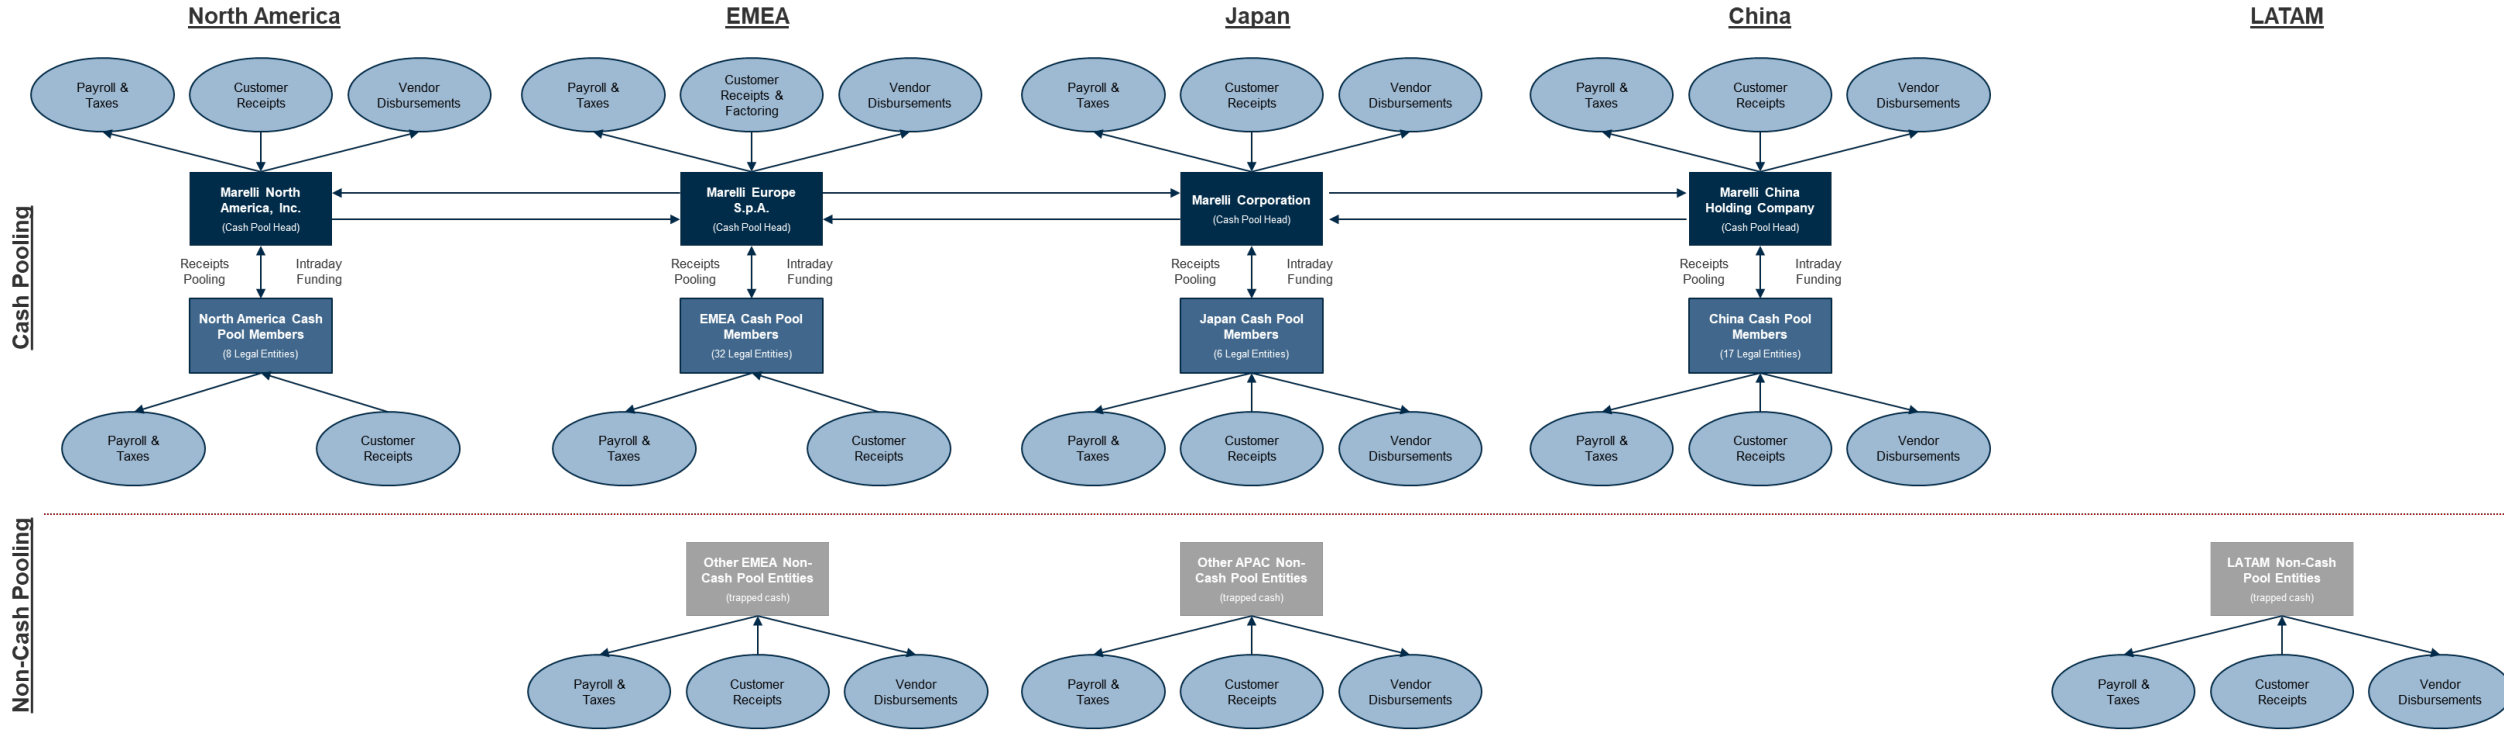 North America
EMEA
Japan
China
LATAM
Payroll &
Taxes
Customer
Receipts
Vendor
Disbursements
Payroll &
Taxes
Customer
Receipts &
Factoring
Vendor
Disbursements
Payroll &
Taxes
Customer
Receipts
Vendor
Disbursements
Payroll &
Taxes
Customer
Receipts
Vendor
Disbursements
Cash Pooling
Marelli North
America, Inc.
(Cash Pool Head)
Marelli Europe
S.p.A.
(Cash Pool Head)
Marelli Corporation
(Cash Pool Head)
Marelli China
Holding Company
(Cash Pool Head)
Receipts
Pooling
Intraday
Funding
Receipts
Pooling
Intraday
Funding
Receipts
Pooling
Intraday
Funding
Receipts
Pooling
Intraday
Funding
North America Cash
Pool Members
(8 Legal Entities)
EMEA Cash Pool
Members
(32 Legal Entities)
Japan Cash Pool
Members
(6 Legal Entities)
China Cash Pool
Members
(17 Legal Entities)
Payroll &
Taxes
Customer
Receipts
Payroll &
Taxes
Customer
Receipts
Payroll &
Taxes
Customer
Receipts
Vendor
Disbursements
Payroll &
Taxes
Customer
Receipts
Vendor
Disbursements
Non-Cash Pooling
Other EMEA Non-
Cash Pool Entities
(trapped cash)
Other APAC Non-
Cash Pool Entities
(trapped cash)
LATAM Non-Cash
Pool Entities
(trapped cash)
Payroll &
Taxes
Customer
Receipts
Vendor
Disbursements
Payroll &
Taxes
Customer
Receipts
Vendor
Disbursements
Payroll &
Taxes
Customer
Receipts
Vendor
Disbursements